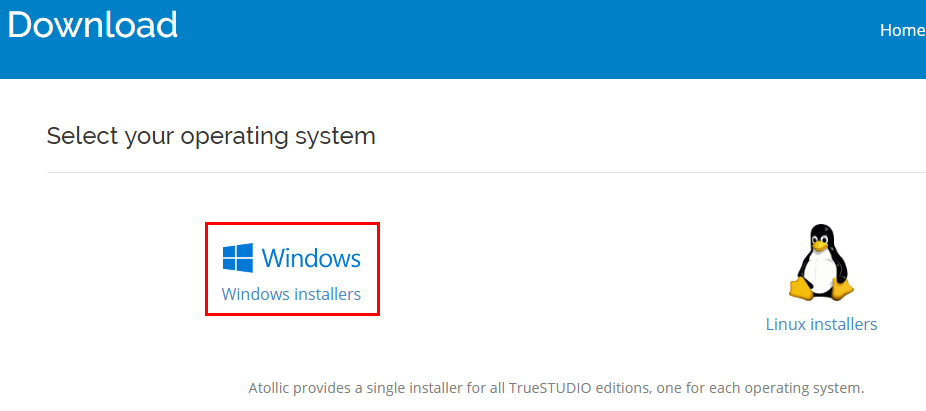 Download
Home
Select your operating system
Windows
Windows installers
Linux installers
Atollic provides a single installer for all TrueSTUDIO editions, one for each operating system.